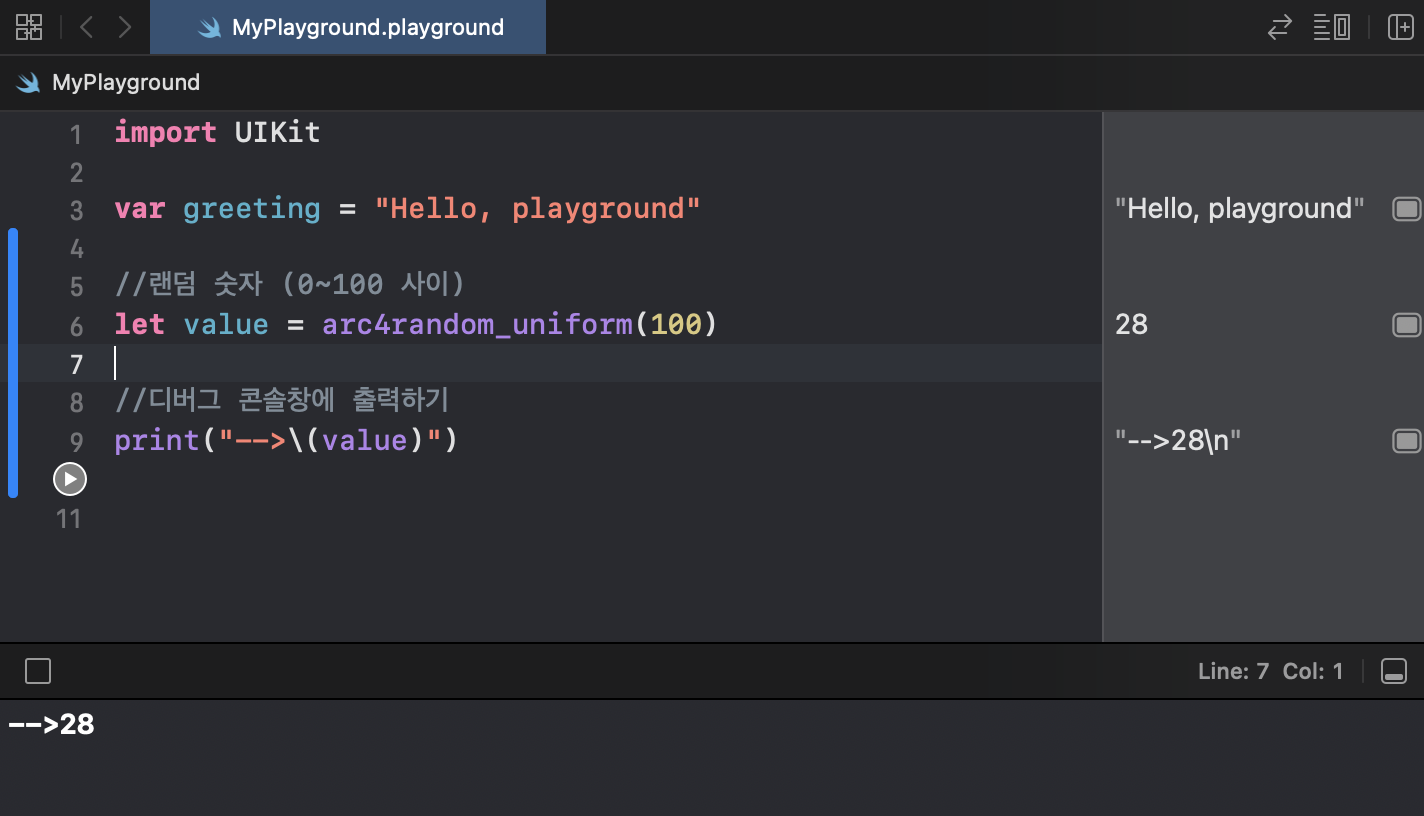 MyPlayground.playground
MyPlayground
1 import UIKit
2
3 var greeting = "Hello, playground"
"Hello, playground"
4
5 //랜덤 숫자 (0~100 사이)
6 let value = arc4random_uniform(100)
28
7
8 //디버그 콘솔창에 출력하기
9 print("-->\(value)")
"-->28\n"
11
Line: 7 Col: 1
-->28